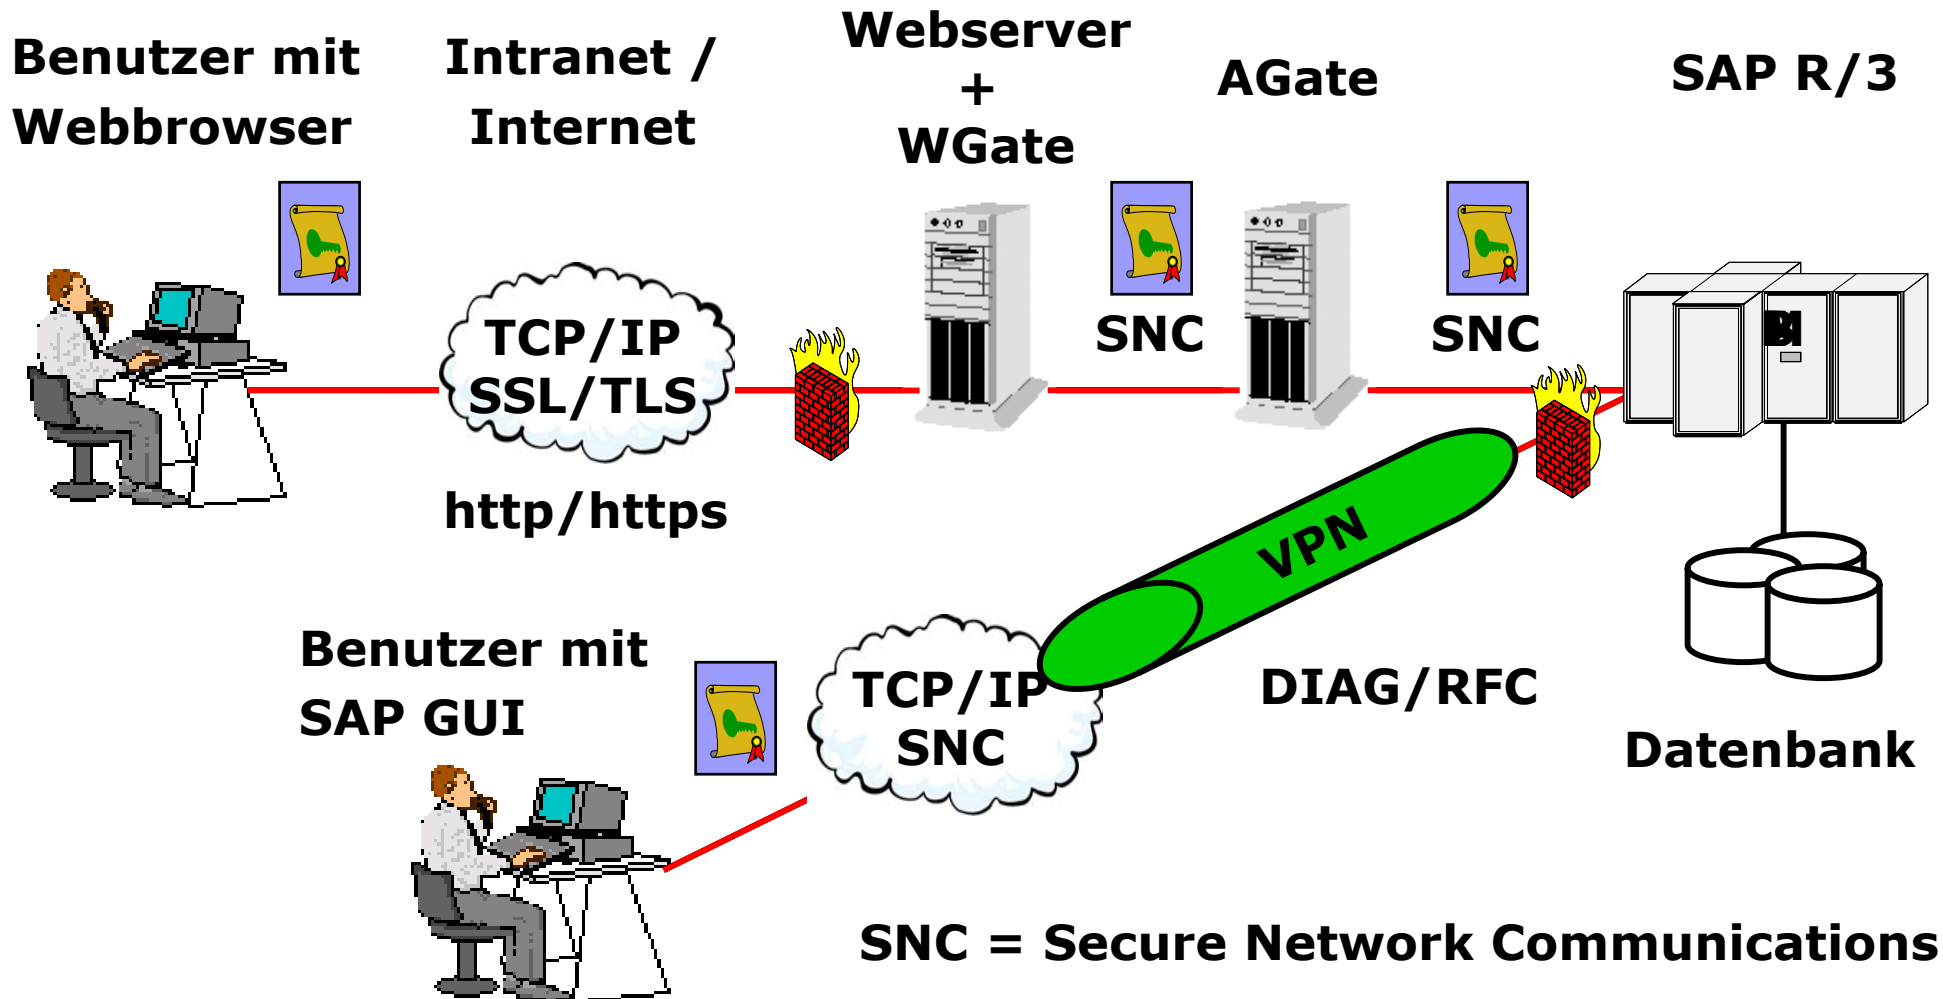 Benutzer mit
Webbrowser
Intranet /
Internet
Webserver
+
WGate
AGate
SAP R/3
TCP/IP
SSL/TLS
http/https
SNC
SNC
VPN
Benutzer mit
SAP GUI
TCP/IP
SNC
DIAG/RFC
Datenbank
SNC = Secure Network Communications